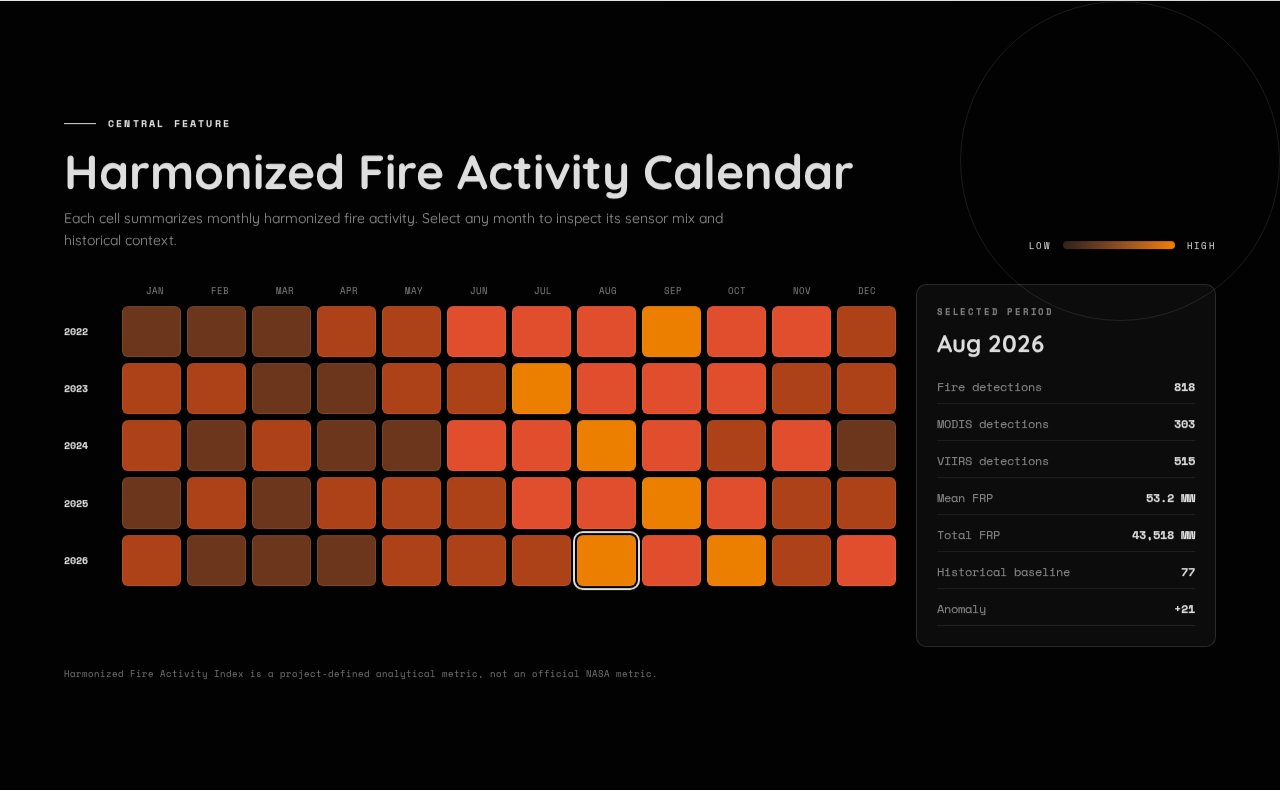 CENTRAL FEATURE
Harmonized Fire Activity Calendar
Each cell summarizes monthly harmonized fire activity. Select any month to inspect its sensor mix and
historical context.
LOW HIGH
JAN FEB MAR APR MAY JUN JUL AUG SEP OCT NOV DEC
2022
2023
2024
2025
2026
SELECTED PERIOD
Aug 2026
Fire detections 818
MODIS detections 303
VIIRS detections 515
Mean FRP 53.2 MW
Total FRP 43,518 MW
Historical baseline 77
Anomaly +21
Harmonized Fire Activity Index is a project-defined analytical metric, not an official NASA metric.